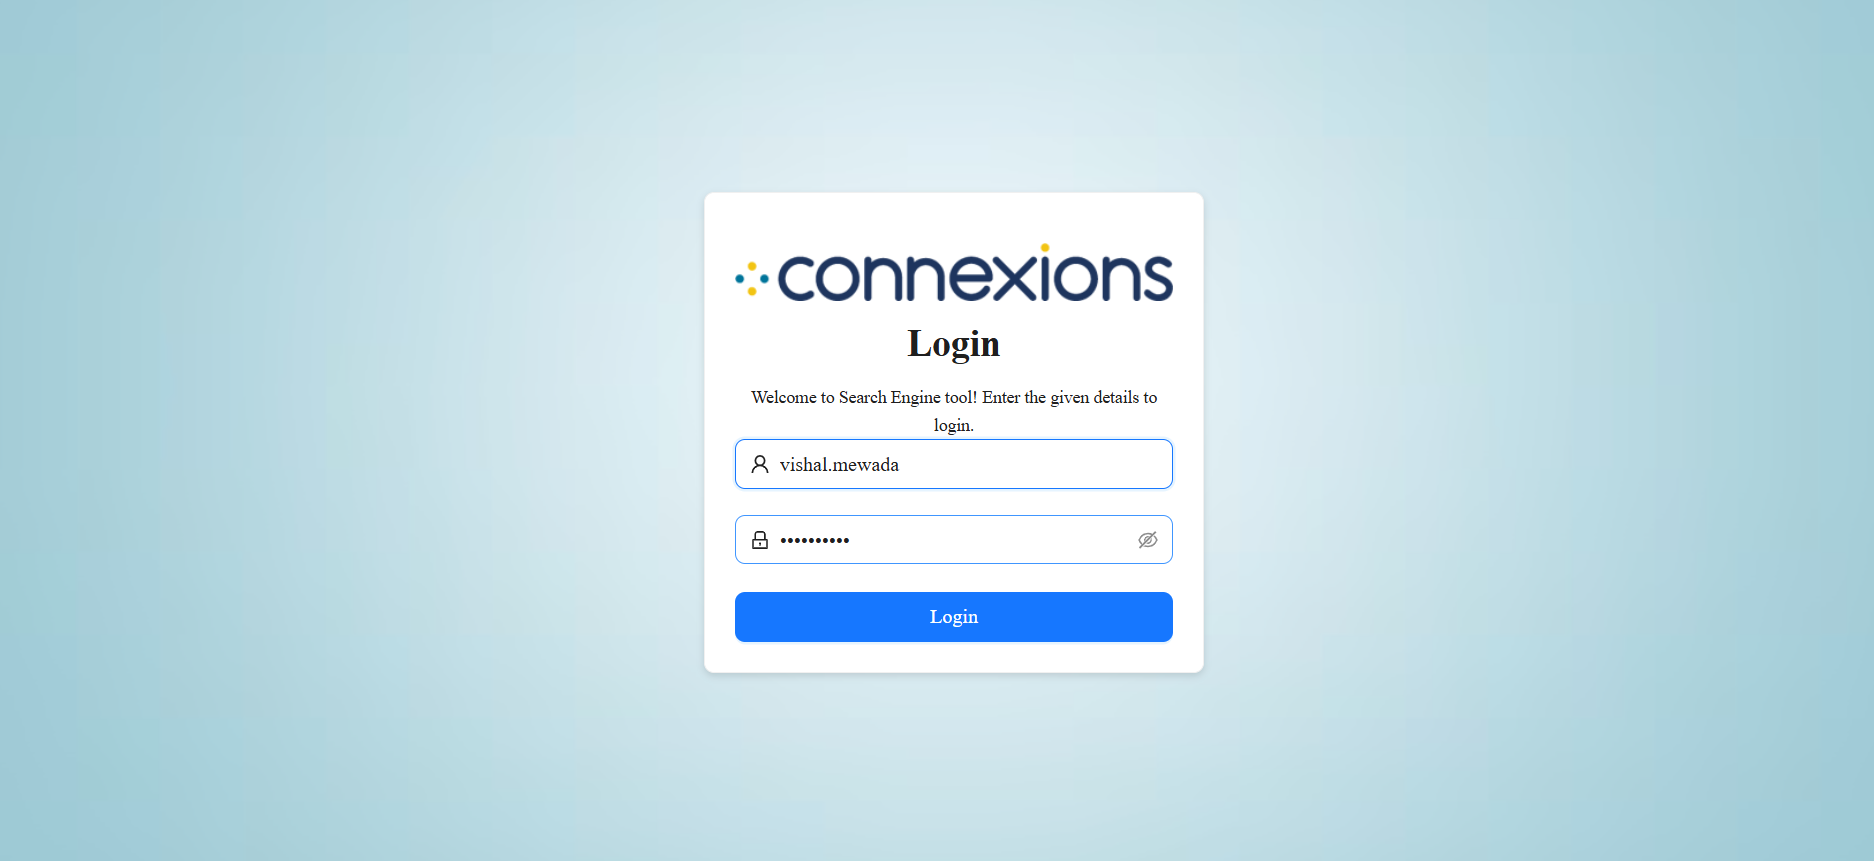 connexions
Login
Welcome to Search Engine tool! Enter the given details to
login.
vishal.mewada
••••••••••
Login